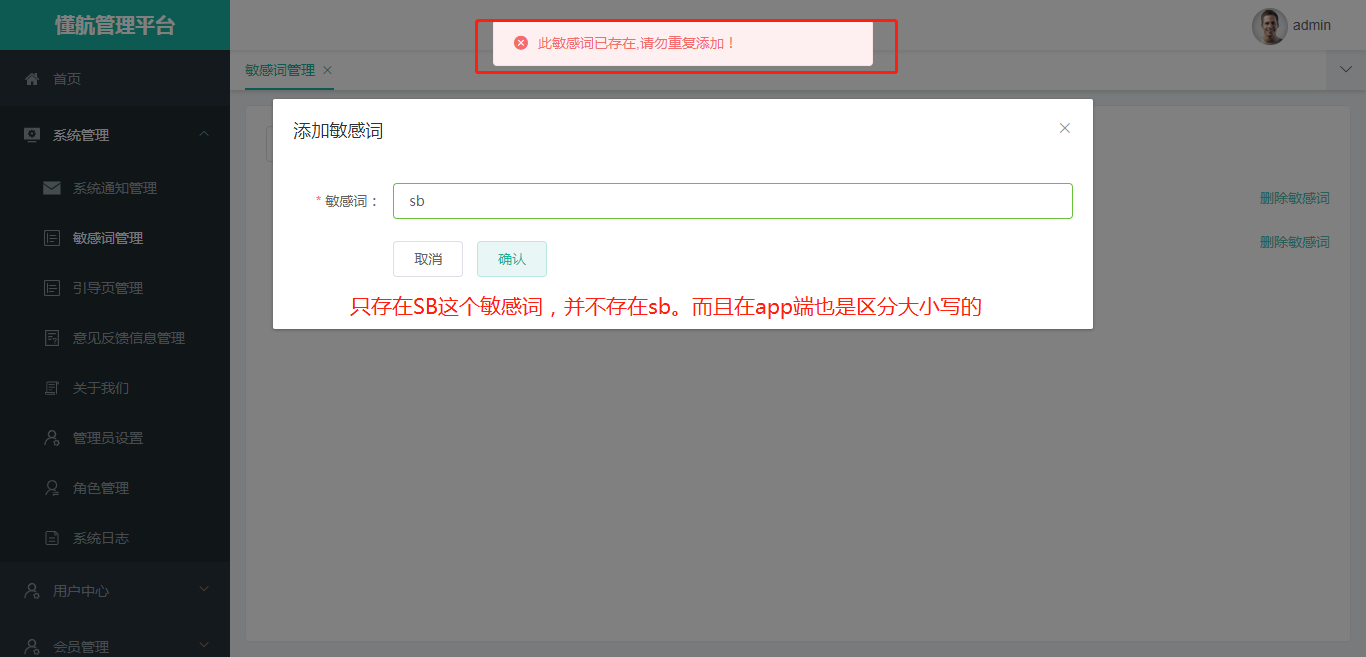 懂航管理平台
admin
此敏感词已存在,请勿重复添加！
首页
敏感词管理
系统管理
系统通知管理
敏感词管理
引导页管理
意见反馈信息管理
关于我们
管理员设置
角色管理
系统日志
用户中心
会员管理
添加敏感词
* 敏感词：
sb
取消
确认
只存在SB这个敏感词，并不存在sb。而且在app端也是区分大小写的
删除敏感词
删除敏感词